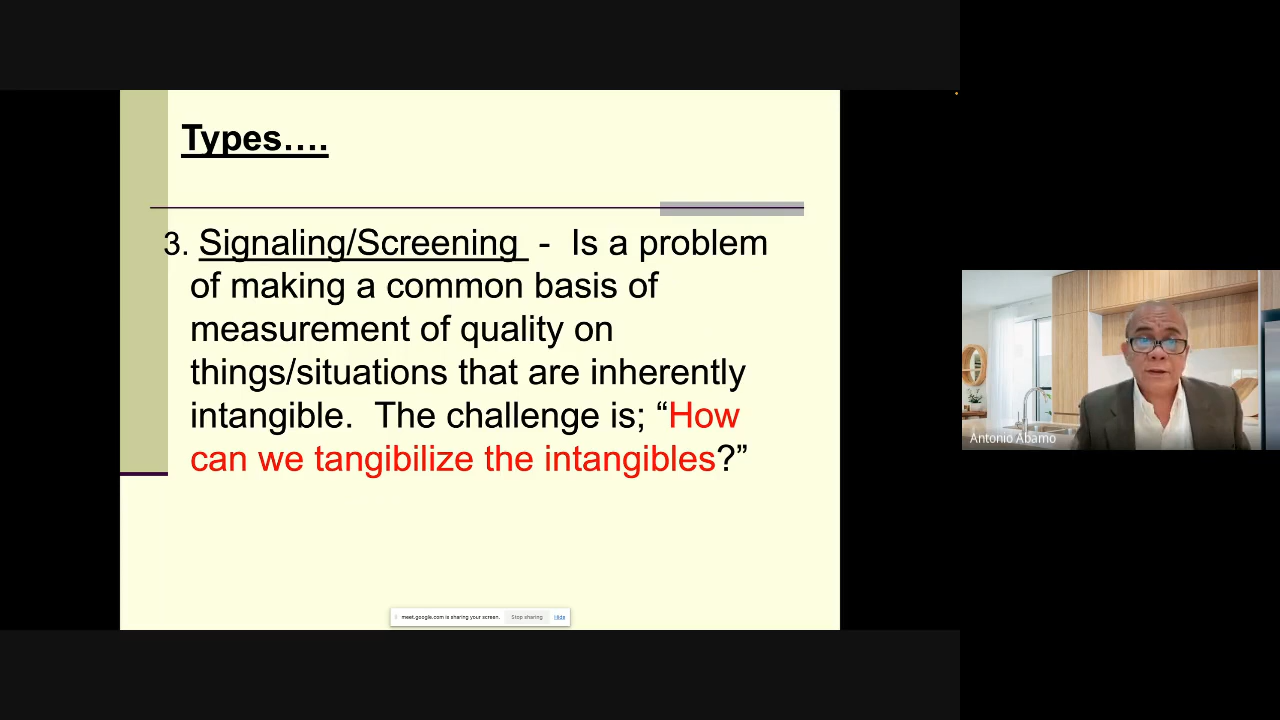 Types....
3. Signaling/Screening - Is a problem
of making a common basis of
measurement of quality on
things/situations that are inherently
intangible. The challenge is; “How
can we tangibilize the intangibles?”
Antonio Abamo
meet.google.com is sharing your screen. Stop sharing Hide